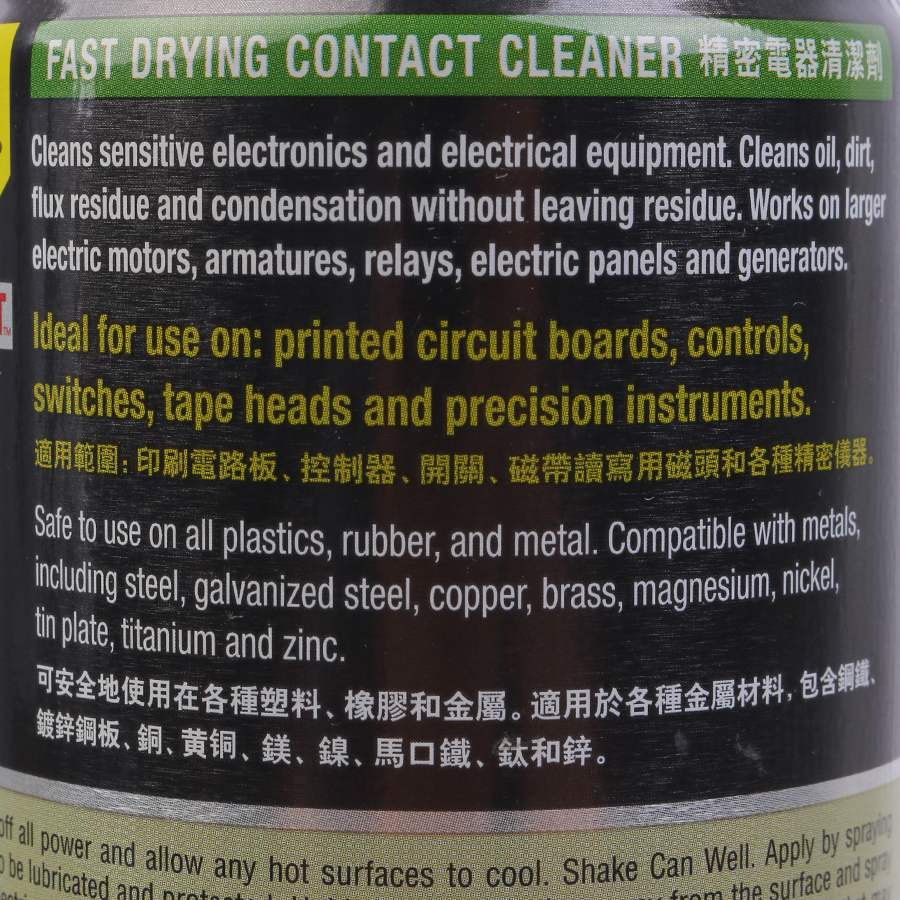 FAST DRYING CONTACT CLEANER 精密電器清潔劑
Cleans sensitive electronics and electrical equipment. Cleans oil, dirt,
flux residue and condensation without leaving residue. Works on larger
electric motors, armatures, relays, electric panels and generators.
Ideal for use on: printed circuit boards, controls,
switches, tape heads and precision instruments.
適用範圍：印刷電路板、控制器、開關、磁帶讀寫用磁頭和各種精密儀器。
Safe to use on all plastics, rubber, and metal. Compatible with metals,
including steel, galvanized steel, copper, brass, magnesium, nickel,
tin plate, titanium and zinc.
可安全地使用在各種塑料、橡膠和金屬。適用於各種金屬材料，包含鋼鐵、
鍍鋅鋼板、銅、黃铜、鎂、鎳、馬口鐵、鈦和鋅。
off all power and allow any hot surfaces to cool. Shake Can Well. Apply by spraying
be lubricated and from the surface and spray